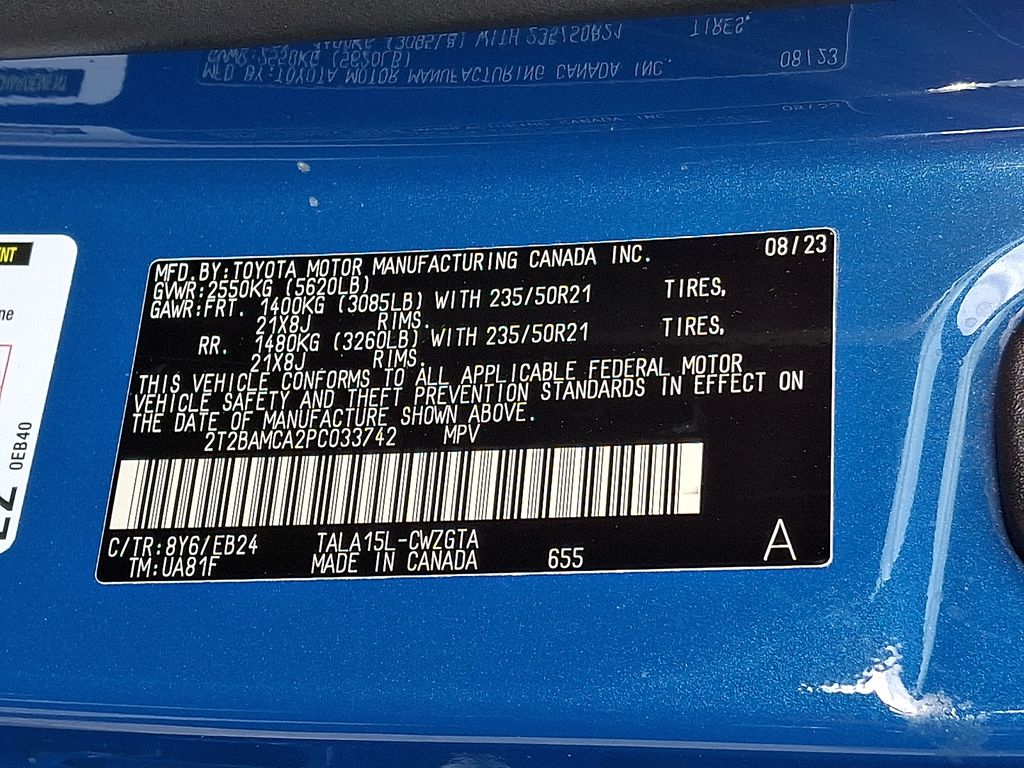 MFD.BY:TOYOTA MOTOR MANUFACTURING CANADA INC. 08/23
GVWR:2550KG (5620LB)
GAWR:FRT. 1400KG (3085LB) WITH 235/50R21 TIRES,
21X8J RIMS.
RR. 1480KG (3260LB) WITH 235/50R21 TIRES,
21X8J RIMS.
THIS VEHICLE CONFORMS TO ALL APPLICABLE FEDERAL MOTOR
VEHICLE SAFETY AND THEFT PREVENTION STANDARDS IN EFFECT ON
THE DATE OF MANUFACTURE SHOWN ABOVE.
2T2BAMCA2PC033742 MPV
C/TR:8Y6/EB24 TALA15L-CWZGTA A
TM:UA81F MADE IN CANADA 655
0EB40